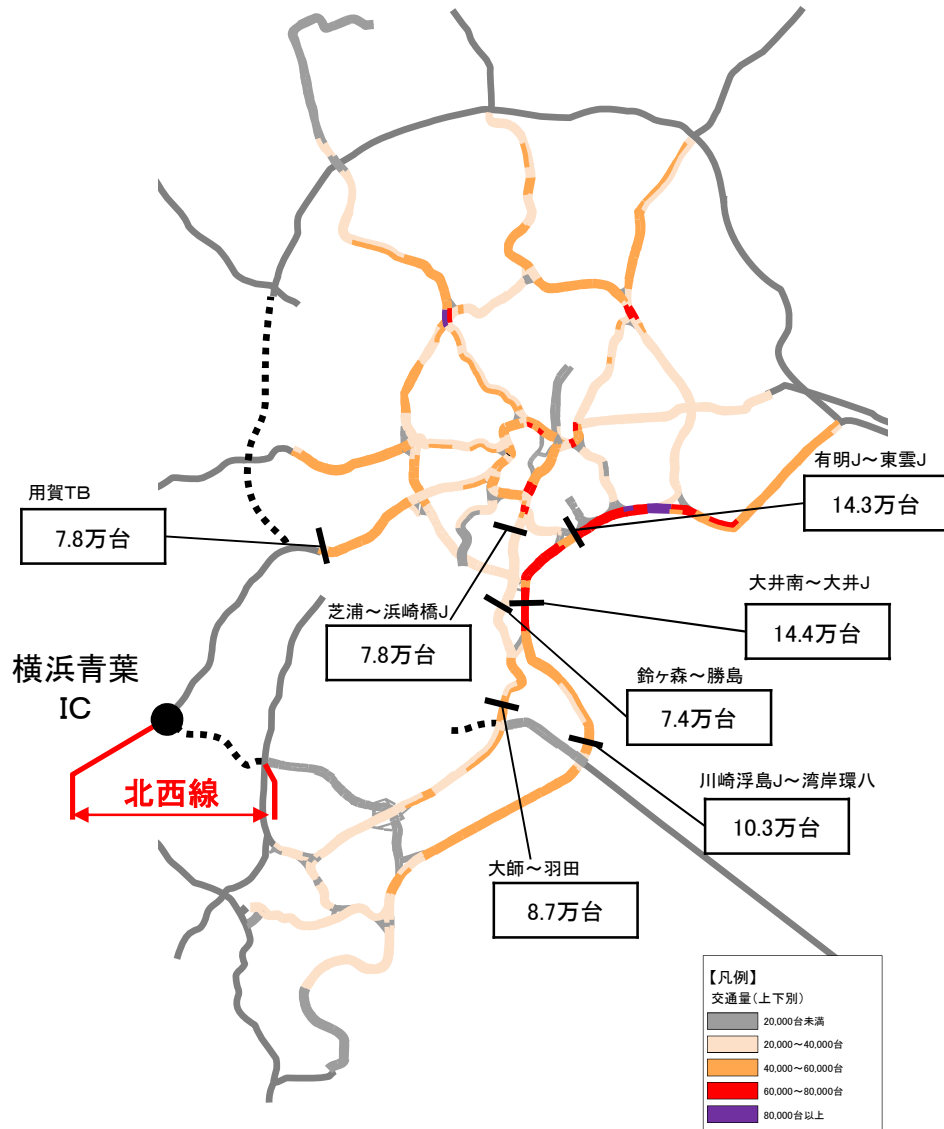 有明J～東雲J
14.3万台
用賀TB
7.8万台
大井南～大井J
14.4万台
芝浦～浜崎橋J
7.8万台
横浜青葉
IC
鈴ヶ森～勝島
7.4万台
北西線
川崎浮島J～湾岸環八
10.3万台
大師～羽田
8.7万台
【凡例】
交通量（上下別）
20,000台未満
20,000～40,000台
40,000～60,000台
60,000～80,000台
80,000台以上